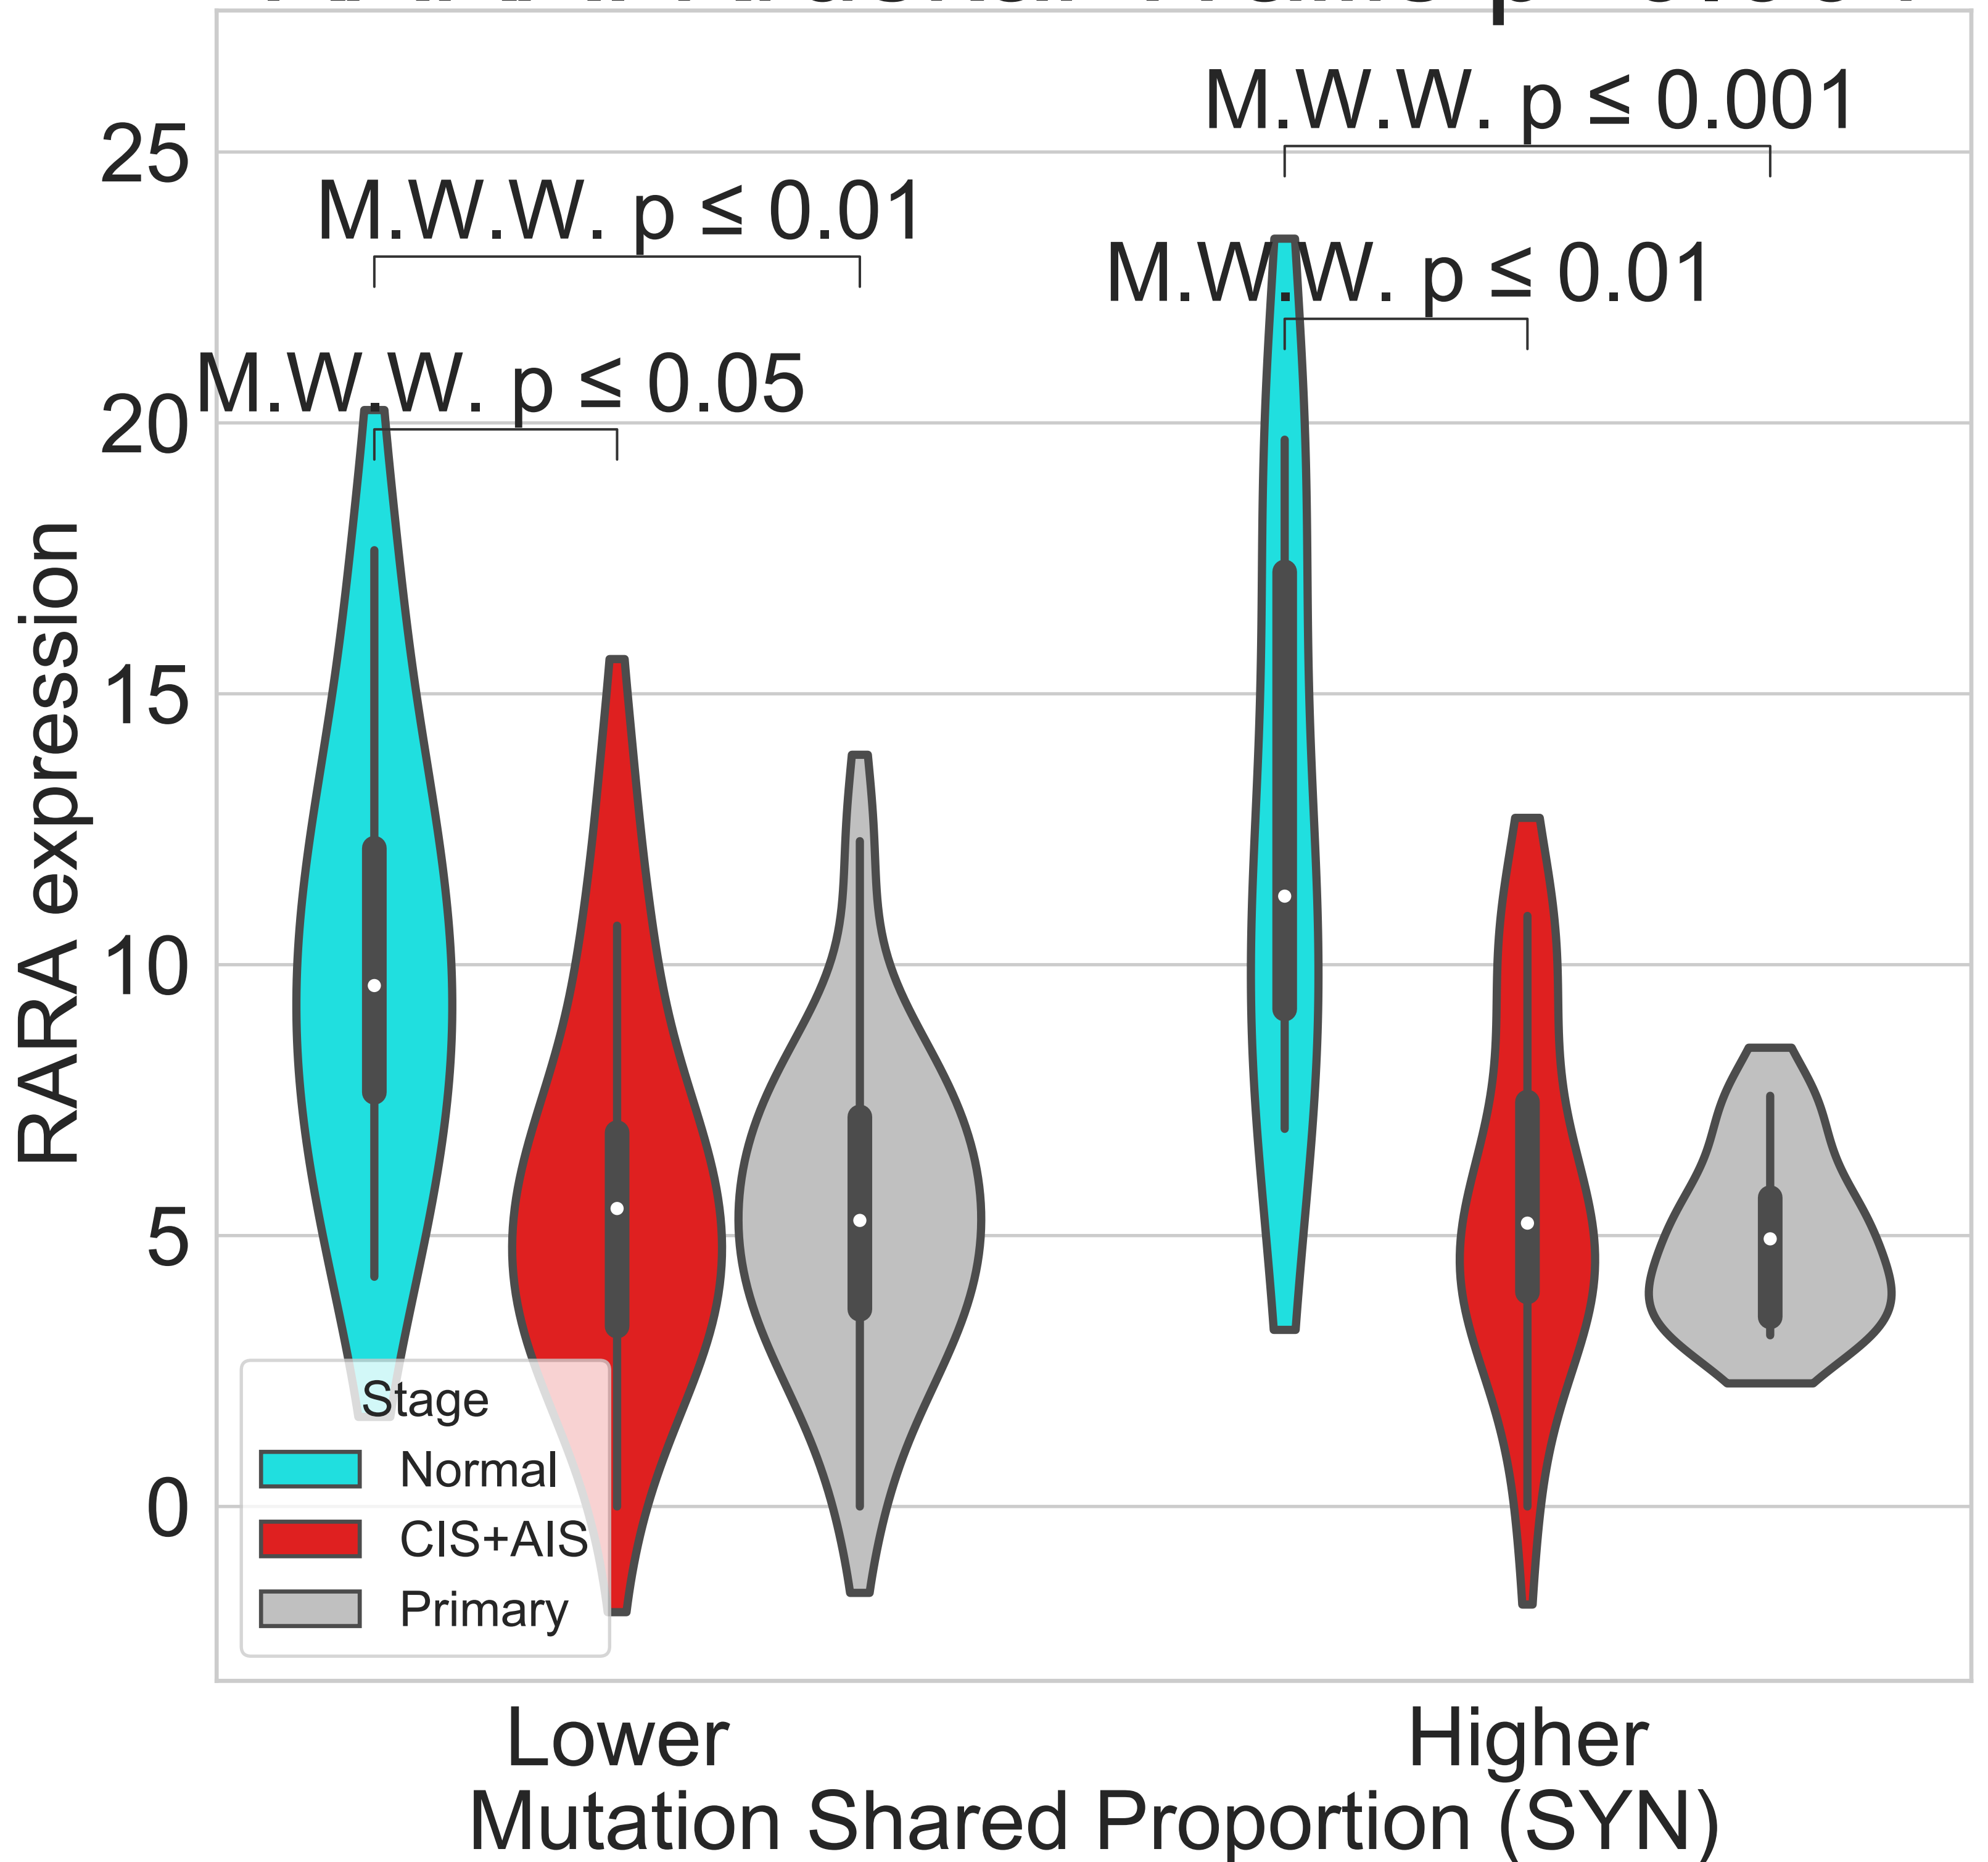 M.W.W. p ≤ 0.001
M.W.W. p ≤ 0.01
M.W.W. p ≤ 0.01
M.W.W. p ≤ 0.05
RARA expression
25
20
15
10
5
0
Stage
Normal
CIS+AIS
Primary
Lower
Higher
Mutation Shared Proportion (SYN)